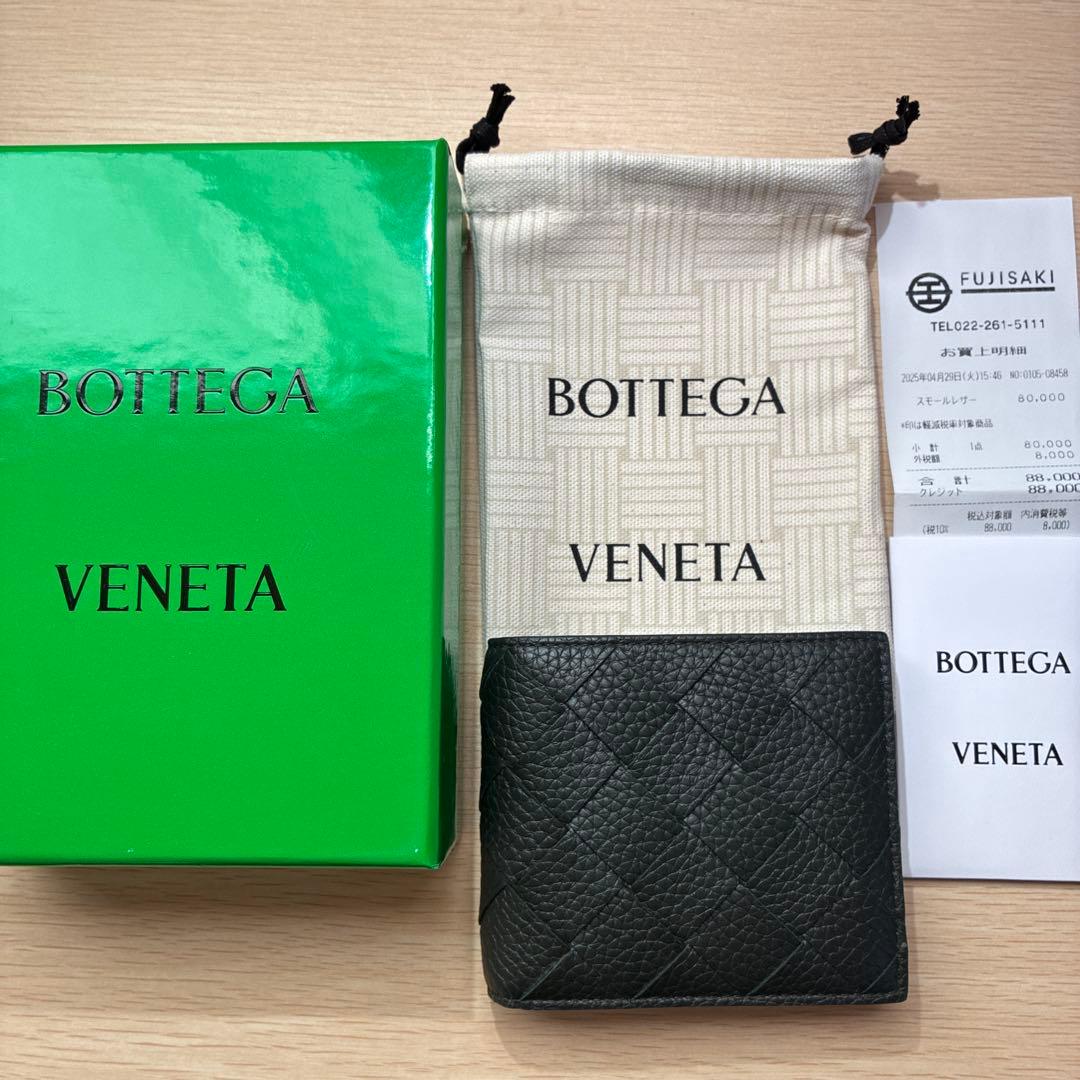 BOTTEGA
VENETA
BOTTEGA
VENETA
FUJISAKI
TEL022-261-5111
お買上明細
2025年04月29日(火)15:46 NO:0105-08458
スモールレザー 80,000
*印は軽減税率対象商品
小 計 1点 80,000
外税額 8,000
合 計 88,000
クレジット 88,000
税込対象額 内消費税等
(税10% 88,000 8,000)
BOTTEGA
VENETA